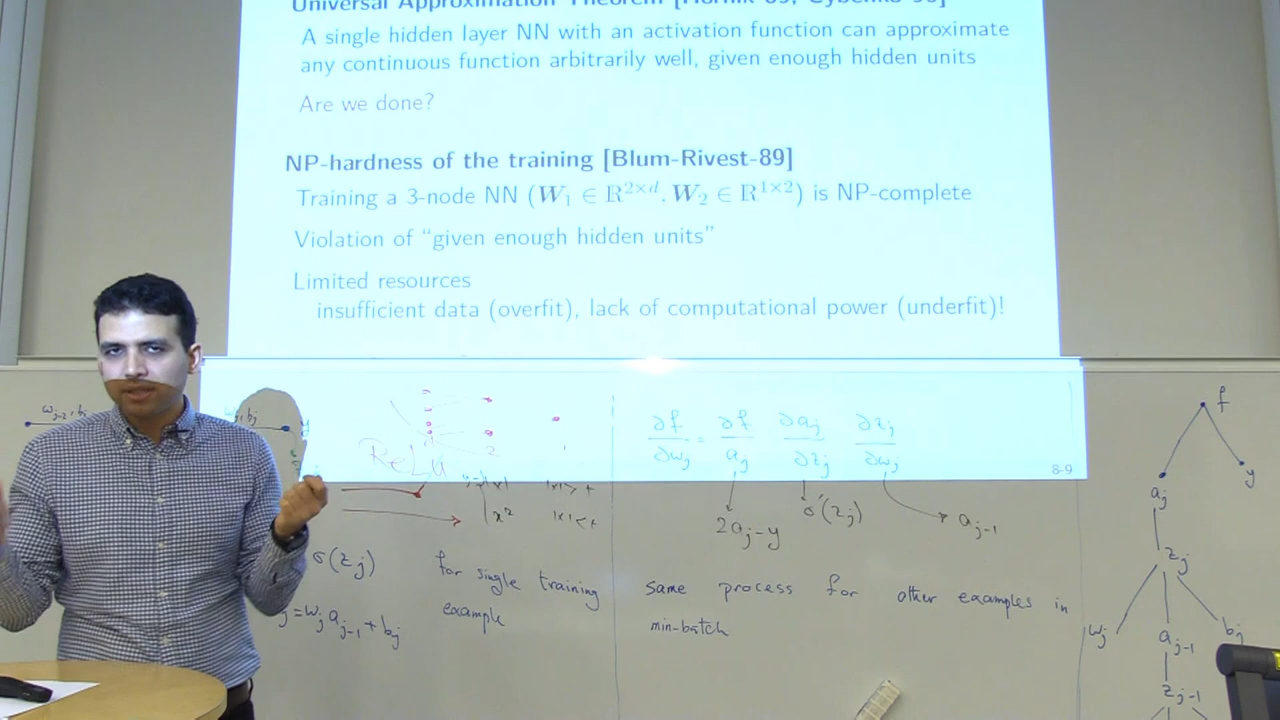 Universal Approximation Theorem [Hornik-89, Cybenko-90]
A single hidden layer NN with an activation function can approximate
any continuous function arbitrarily well, given enough hidden units
Are we done?
NP-hardness of the training [Blum-Rivest-89]
Training a 3-node NN (W₁ ∈ ℝ^{2×d}, W₂ ∈ ℝ^{1×2}) is NP-complete
Violation of “given enough hidden units”
Limited resources
insufficient data (overfit), lack of computational power (underfit)!
8-9
y
ReLU
2
1
x²
σ(z_j)
= w_j a_{j-1} + b_j
for single training
example
∂f/∂w_j = ∂f/a_j ∂a_j/∂z_j ∂z_j/∂w_j
2a_j-y
σ'(z_j)
a_{j-1}
same process for other examples in
min-batch
f
a_j
y
z_j
w_j
a_{j-1}
b_j
z_{j-1}